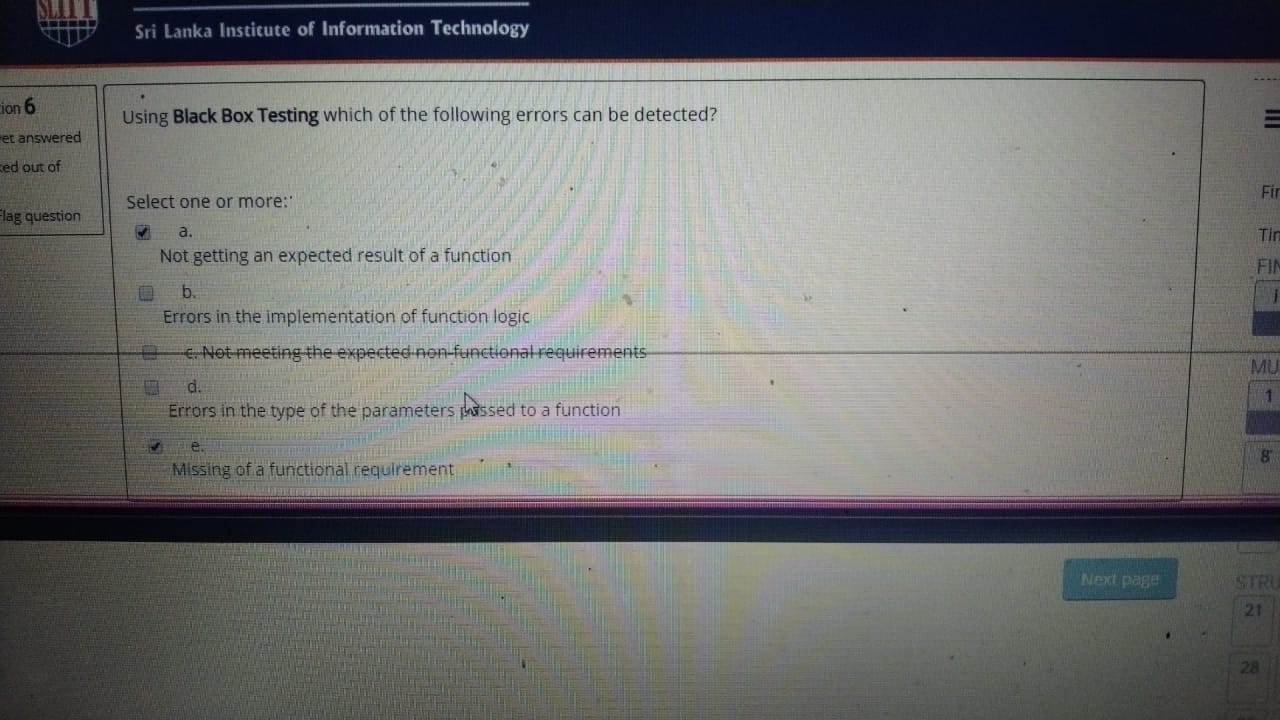 SLIIT
Sri Lanka Institute of Information Technology
ion 6
et answered
ed out of
Flag question
Using Black Box Testing which of the following errors can be detected?
Select one or more:
a.
Not getting an expected result of a function
b.
Errors in the implementation of function logic
c. Not meeting the expected non-functional requirements
d.
Errors in the type of the parameters passed to a function
e.
Missing of a functional requirement
Next page
Fin
Tim
FIN
MU
1
8
STRU
21
28